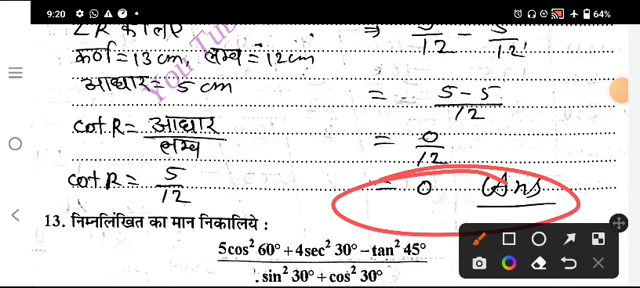 9:20 64%
∠R के लिए ⇒ 5/12 - 5/12
कर्ण = 13 cm, लम्ब = 12 cm
आधार = 5 cm = 5-5/12
cot R = आधार/लम्ब = 0/12
cot R = 5/12 = 0 Ans
You Tub
13. निम्नलिखित का मान निकालिये :
5cos² 60° + 4sec² 30° – tan² 45°
sin² 30° + cos² 30°